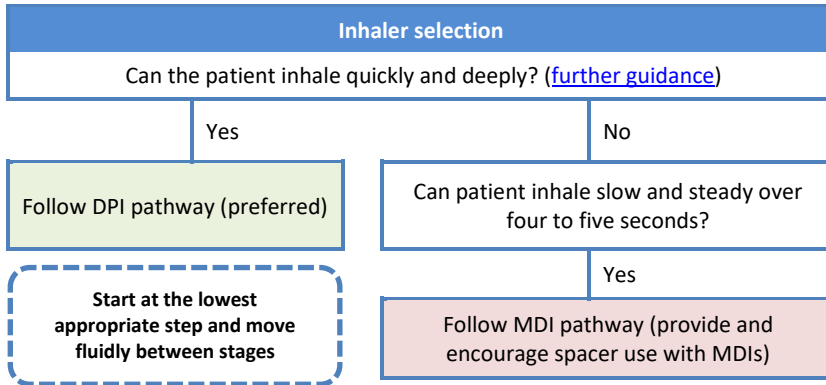 Inhaler selection
Can the patient inhale quickly and deeply? (further guidance)
Yes
No
Follow DPI pathway (preferred)
Can patient inhale slow and steady over
four to five seconds?
Yes
Start at the lowest
appropriate step and move
fluidly between stages
Follow MDI pathway (provide and
encourage spacer use with MDIs)